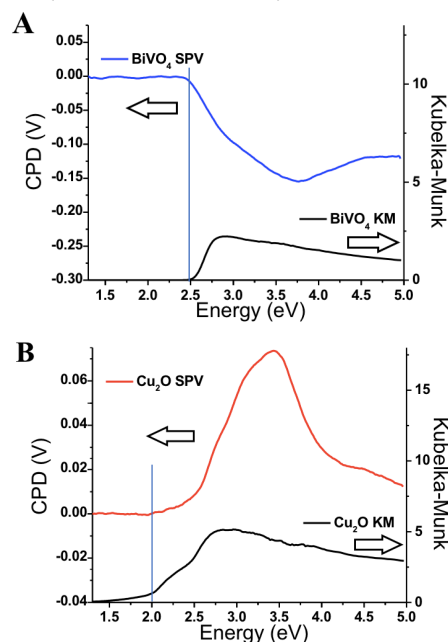 A
0.05
0.00
-0.05
-0.10
-0.15
-0.20
-0.25
-0.30
CPD (V)
BiVO₄ SPV
BiVO₄ KM
10
5
0
Kubelka-Munk
1.5 2.0 2.5 3.0 3.5 4.0 4.5 5.0
Energy (eV)
B
0.06
0.04
0.02
0.00
-0.02
-0.04
CPD (V)
Cu₂O SPV
Cu₂O KM
15
10
5
0
Kubelka-Munk
1.5 2.0 2.5 3.0 3.5 4.0 4.5 5.0
Energy (eV)